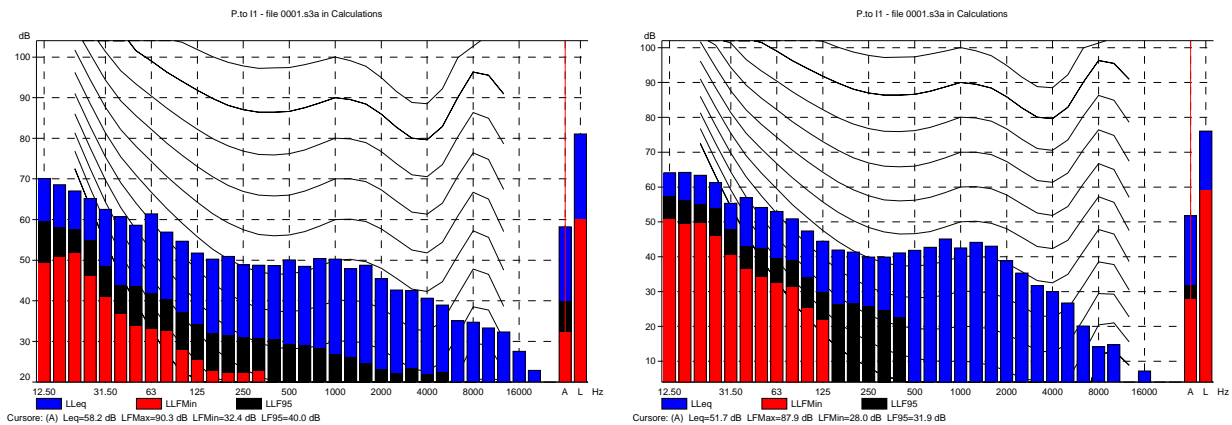 P.to I1 - file 0001.s3a in Calculations
dB
100
90
80
70
60
50
40
30
20
12.50 31.50 63 125 250 500 1000 2000 4000 8000 16000 A L Hz
LLeq LLFMin LLF95
Cursore: (A) Leq=58.2 dB LFMax=90.3 dB LFMin=32.4 dB LF95=40.0 dB
P.to I1 - file 0001.s3a in Calculations
dB
100
90
80
70
60
50
40
30
20
10
12.50 31.50 63 125 250 500 1000 2000 4000 8000 16000 A L Hz
LLeq LLFMin LLF95
Cursore: (A) Leq=51.7 dB LFMax=87.9 dB LFMin=28.0 dB LF95=31.9 dB